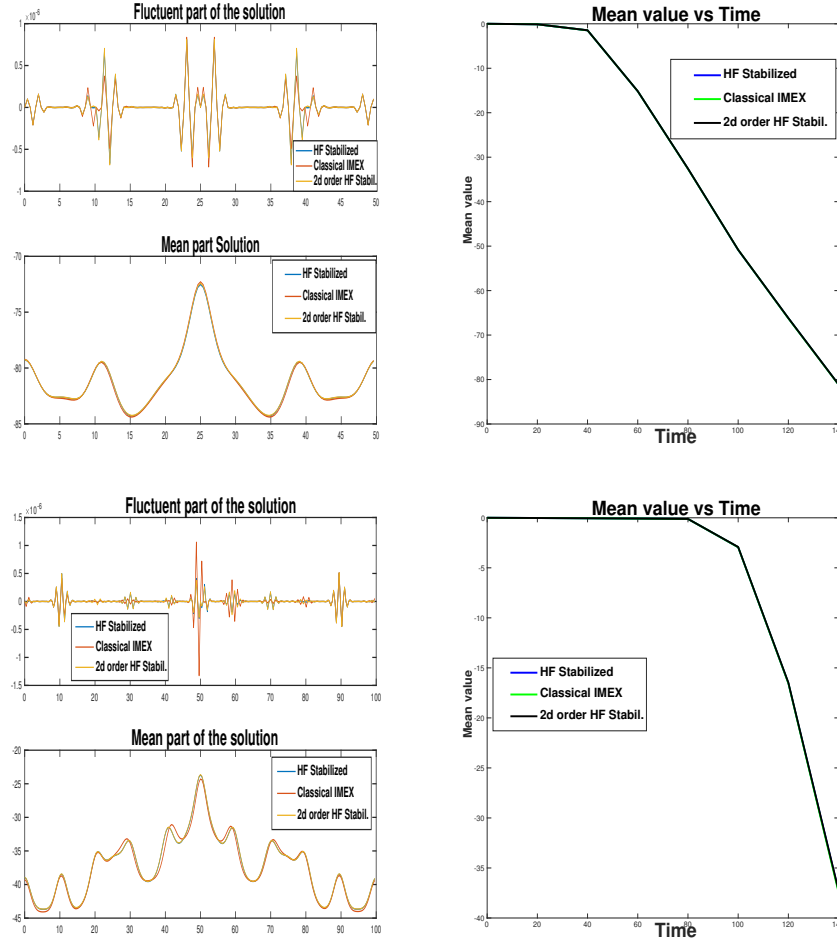 Fluctuent part of the solution
×10⁻⁶
1
0.5
0
-0.5
-1
HF Stabilized
Classical IMEX
2d order HF Stabil.
0 5 10 15 20 25 30 35 40 45 50
Mean part Solution
-70
-75
-80
-85
HF Stabilized
Classical IMEX
2d order HF Stabil.
0 5 10 15 20 25 30 35 40 45 50
Mean value vs Time
0
-10
-20
-30
-40
-50
-60
-70
-80
-90
Mean value
HF Stabilized
Classical IMEX
2d order HF Stabil.
0 20 40 60 80 100 120
Time
Fluctuent part of the solution
×10⁻⁶
1.5
1
0.5
0
-0.5
-1
-1.5
HF Stabilized
Classical IMEX
2d order HF Stabil.
0 10 20 30 40 50 60 70 80 90 100
Mean part of the solution
-20
-25
-30
-35
-40
-45
HF Stabilized
Classical IMEX
2d order HF Stabil.
0 10 20 30 40 50 60 70 80 90 100
Mean value vs Time
0
-5
-10
-15
-20
-25
-30
-35
-40
Mean value
HF Stabilized
Classical IMEX
2d order HF Stabil.
0 20 40 60 80 100 120
Time